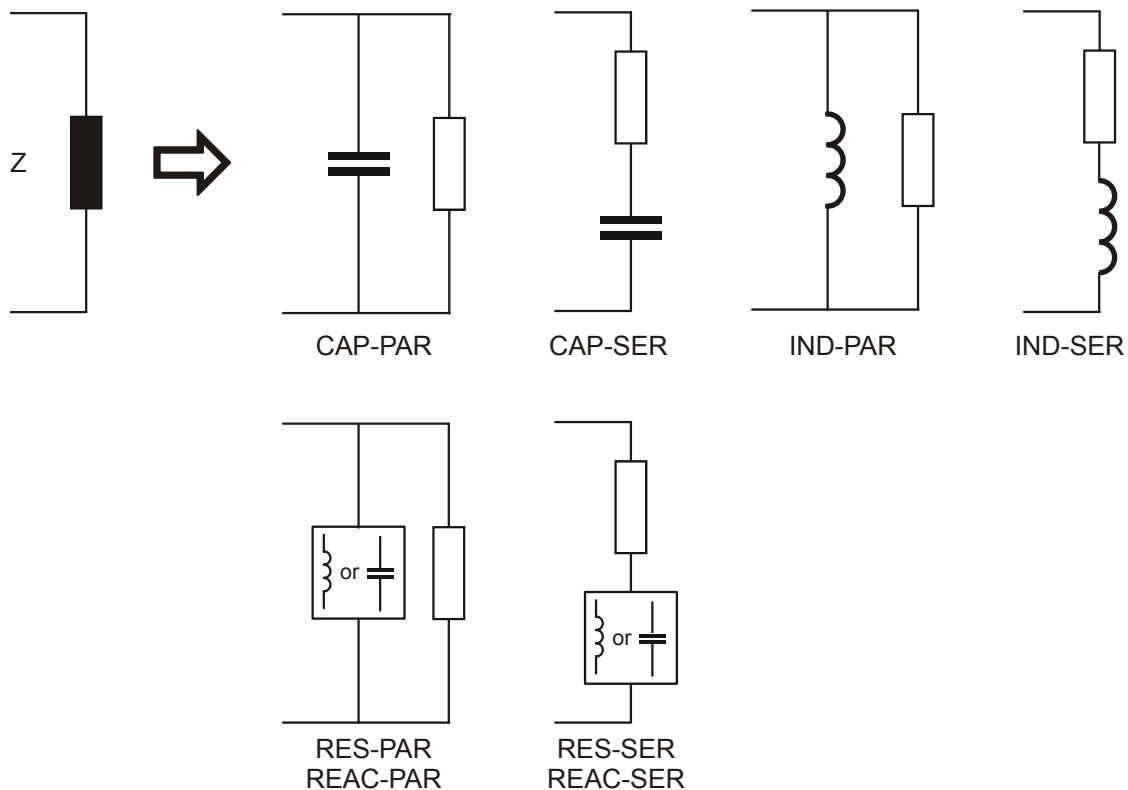 Z
CAP-PAR
CAP-SER
IND-PAR
IND-SER
or
or
RES-PAR
REAC-PAR
RES-SER
REAC-SER